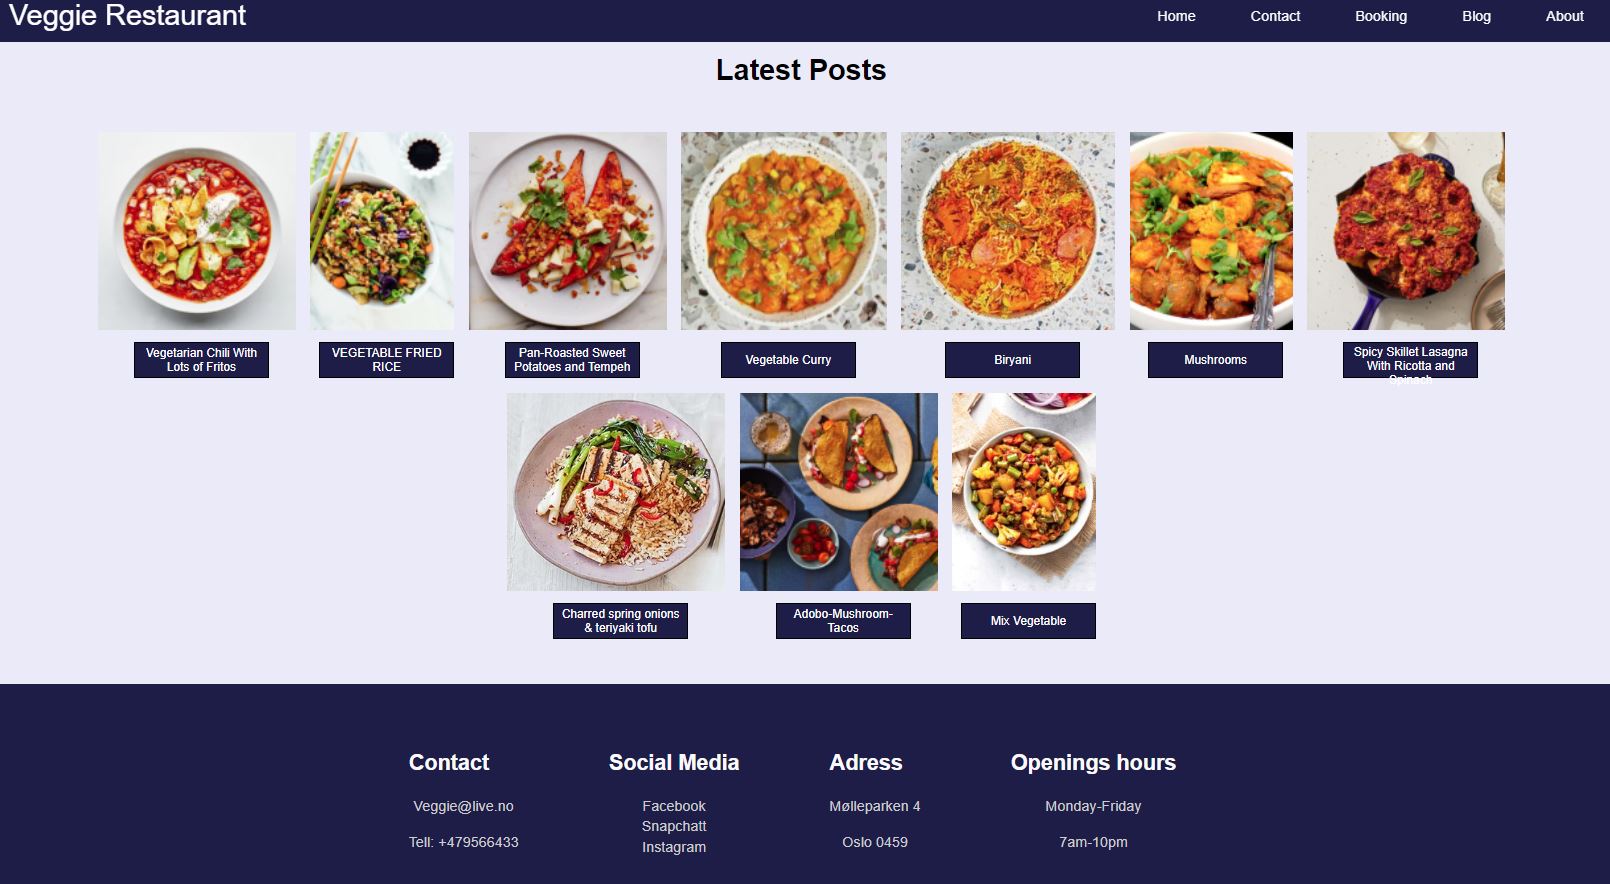 Veggie Restaurant
Home Contact Booking Blog About
Latest Posts
Vegetarian Chili With
Lots of Fritos
VEGETABLE FRIED
RICE
Pan-Roasted Sweet
Potatoes and Tempeh
Vegetable Curry
Biryani
Mushrooms
Spicy Skillet Lasagna
With Ricotta and
Spinach
Charred spring onions
& teriyaki tofu
Adobo-Mushroom-
Tacos
Mix Vegetable
Contact
Veggie@live.no
Tell: +479566433
Social Media
Facebook
Snapchatt
Instagram
Adress
Mølleparken 4
Oslo 0459
Openings hours
Monday-Friday
7am-10pm